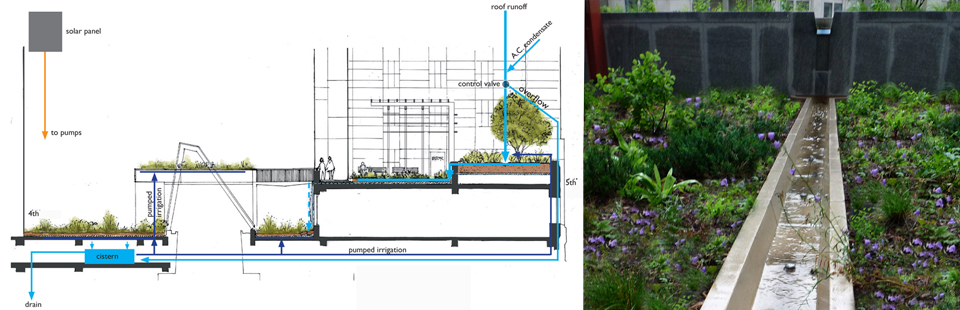 solar panel
roof runoff
A.C. condensate
control valve
overflow
to pumps
4th
5th
pumped
irrigation
pumped irrigation
cistern
drain